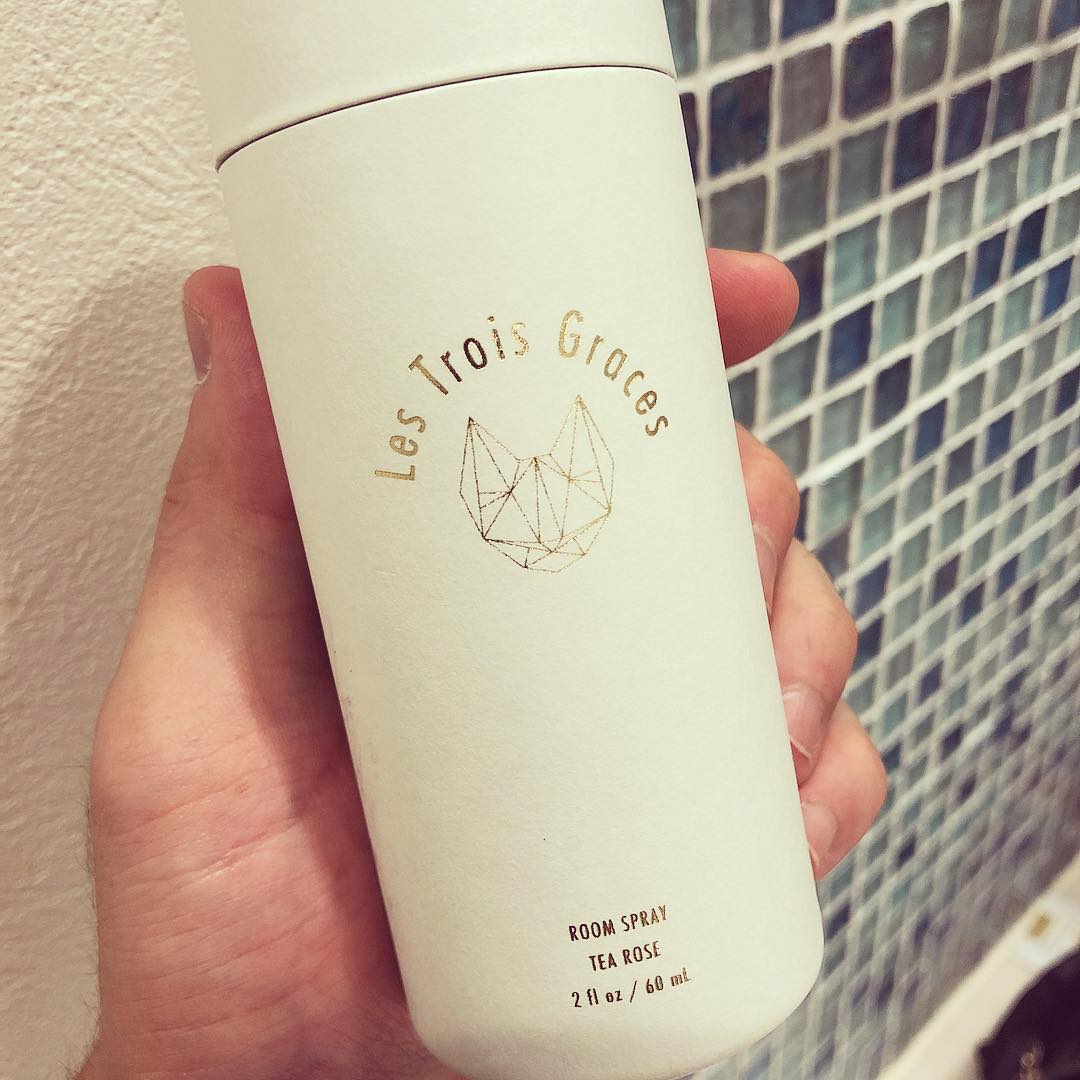 Les Trois Graces
ROOM SPRAY
TEA ROSE
2 fl oz / 60 mL